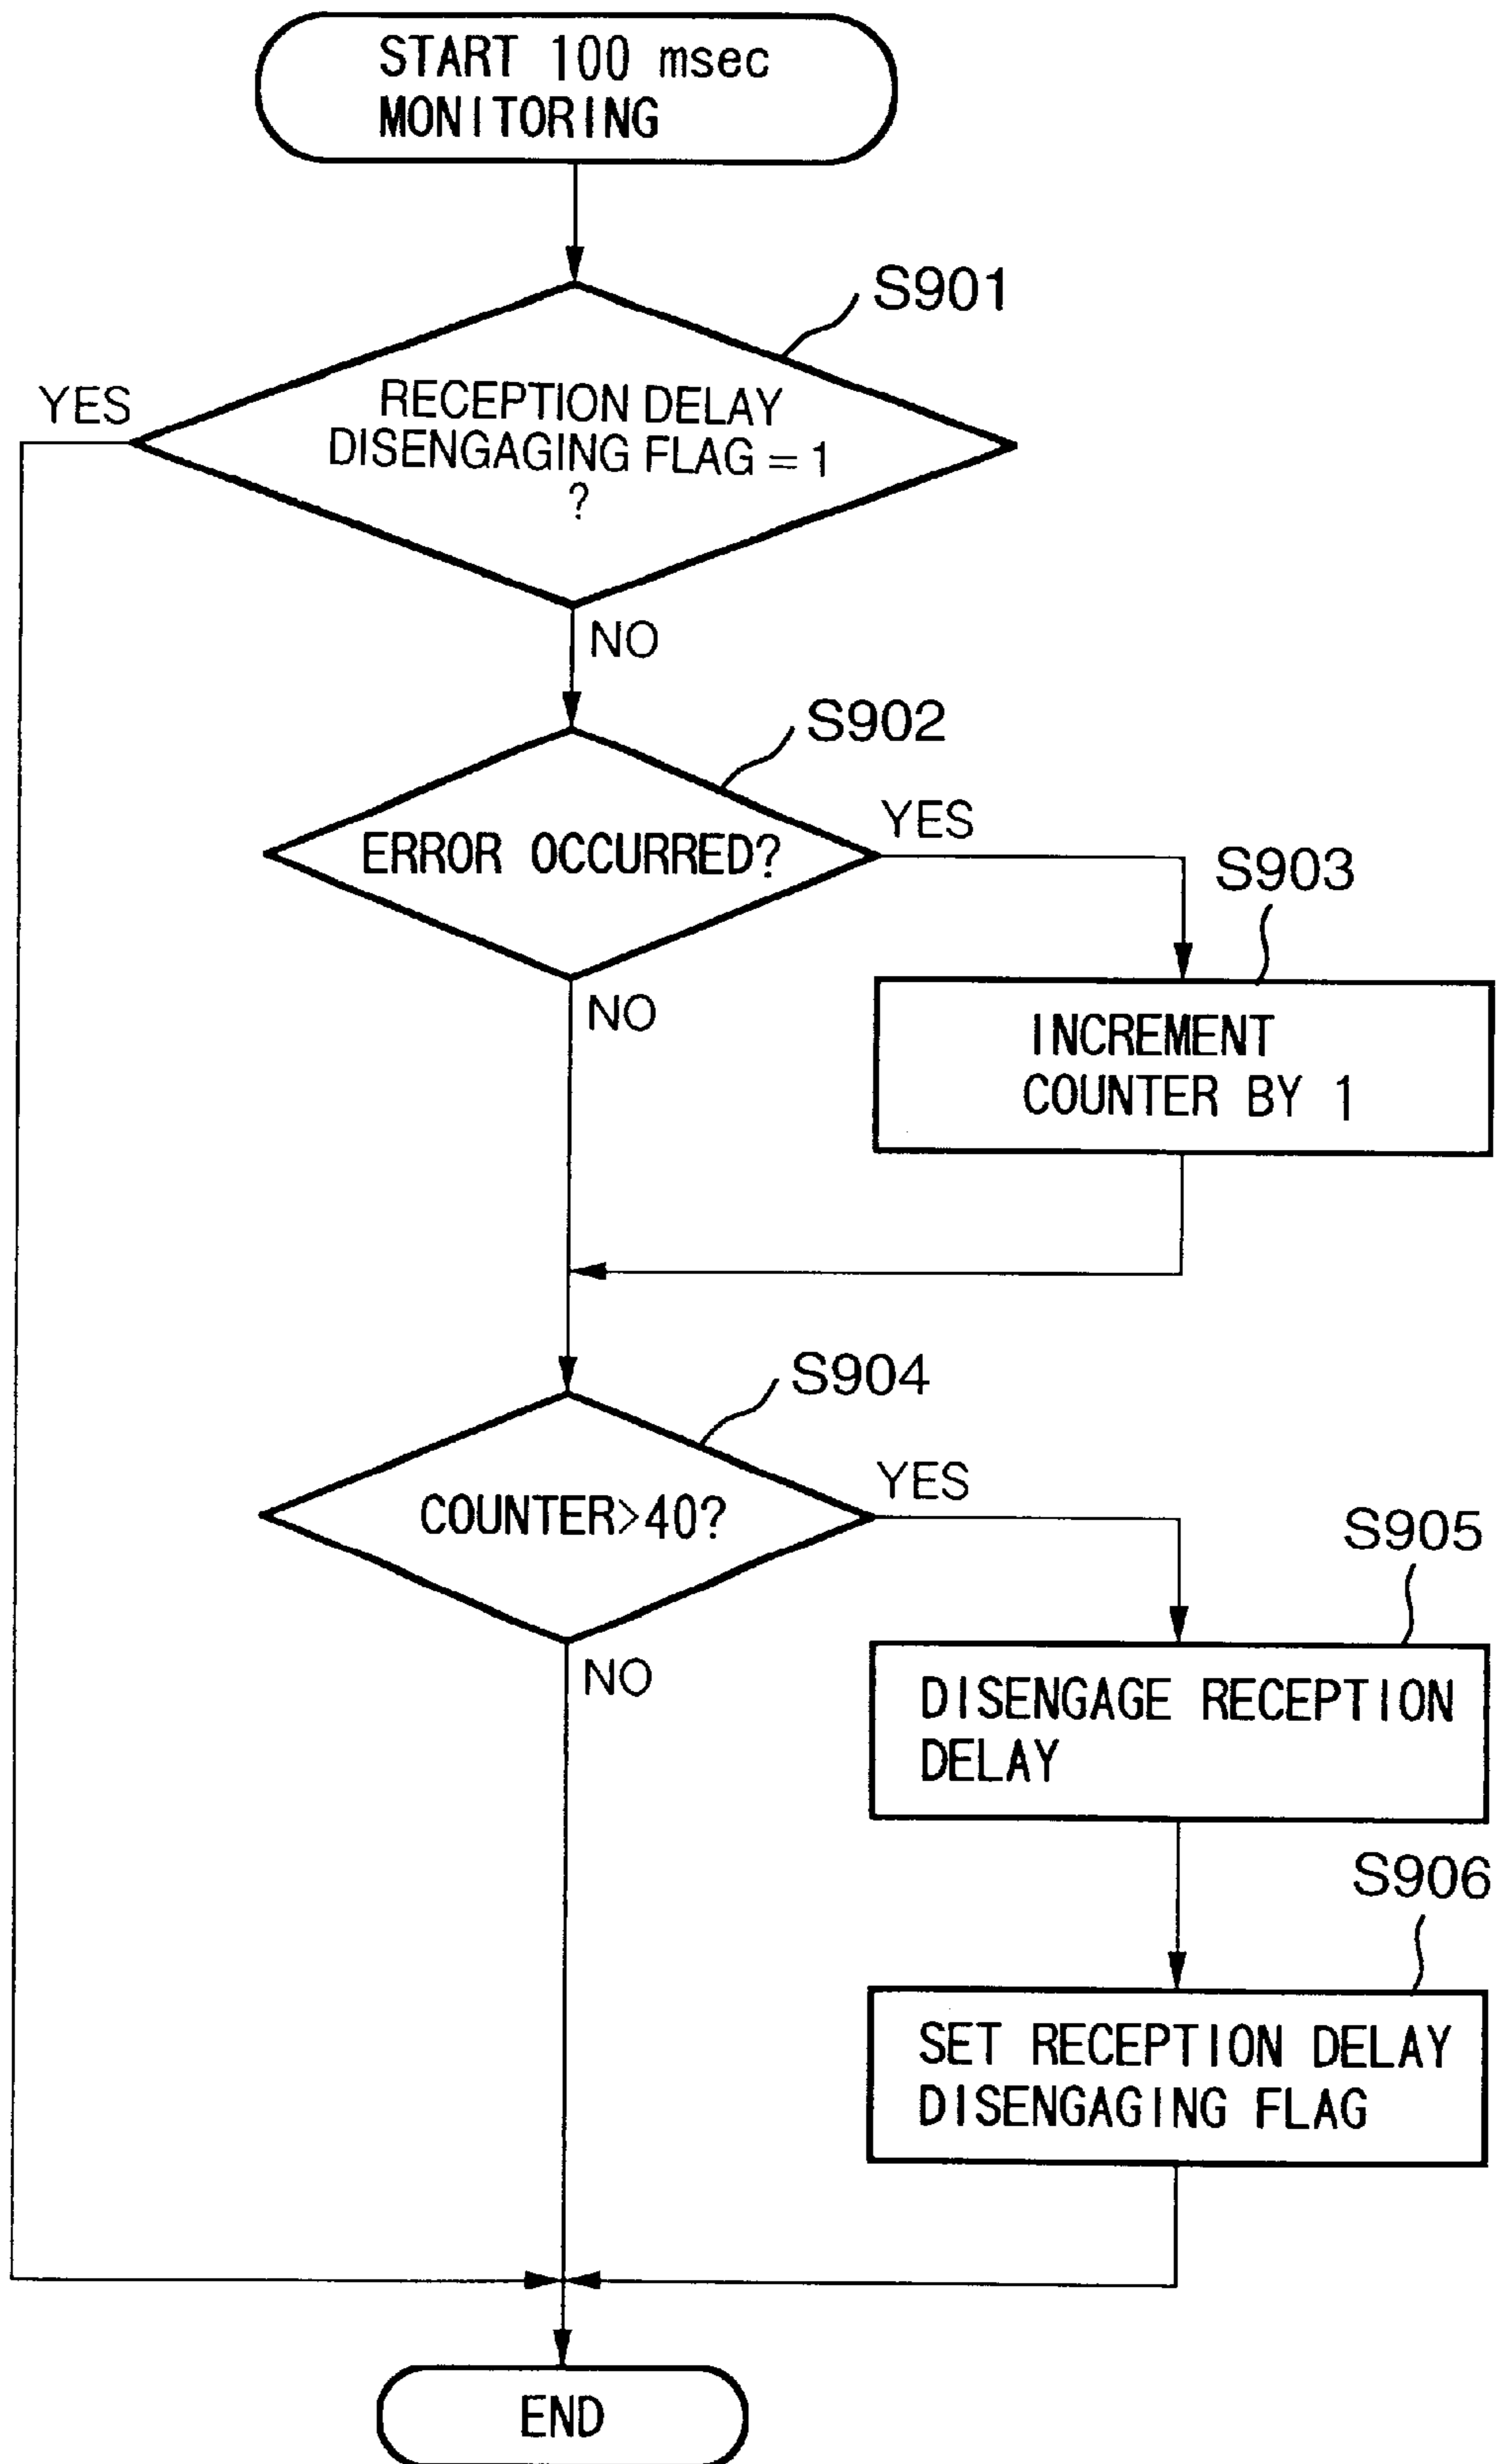 START 100 msec
MONITORING
S901
YES
RECEPTION DELAY
DISENGAGING FLAG = 1
?
NO
S902
ERROR OCCURRED?
YES
S903
NO
INCREMENT
COUNTER BY 1
S904
COUNTER>40?
YES
S905
NO
DISENGAGE RECEPTION
DELAY
S906
SET RECEPTION DELAY
DISENGAGING FLAG
END